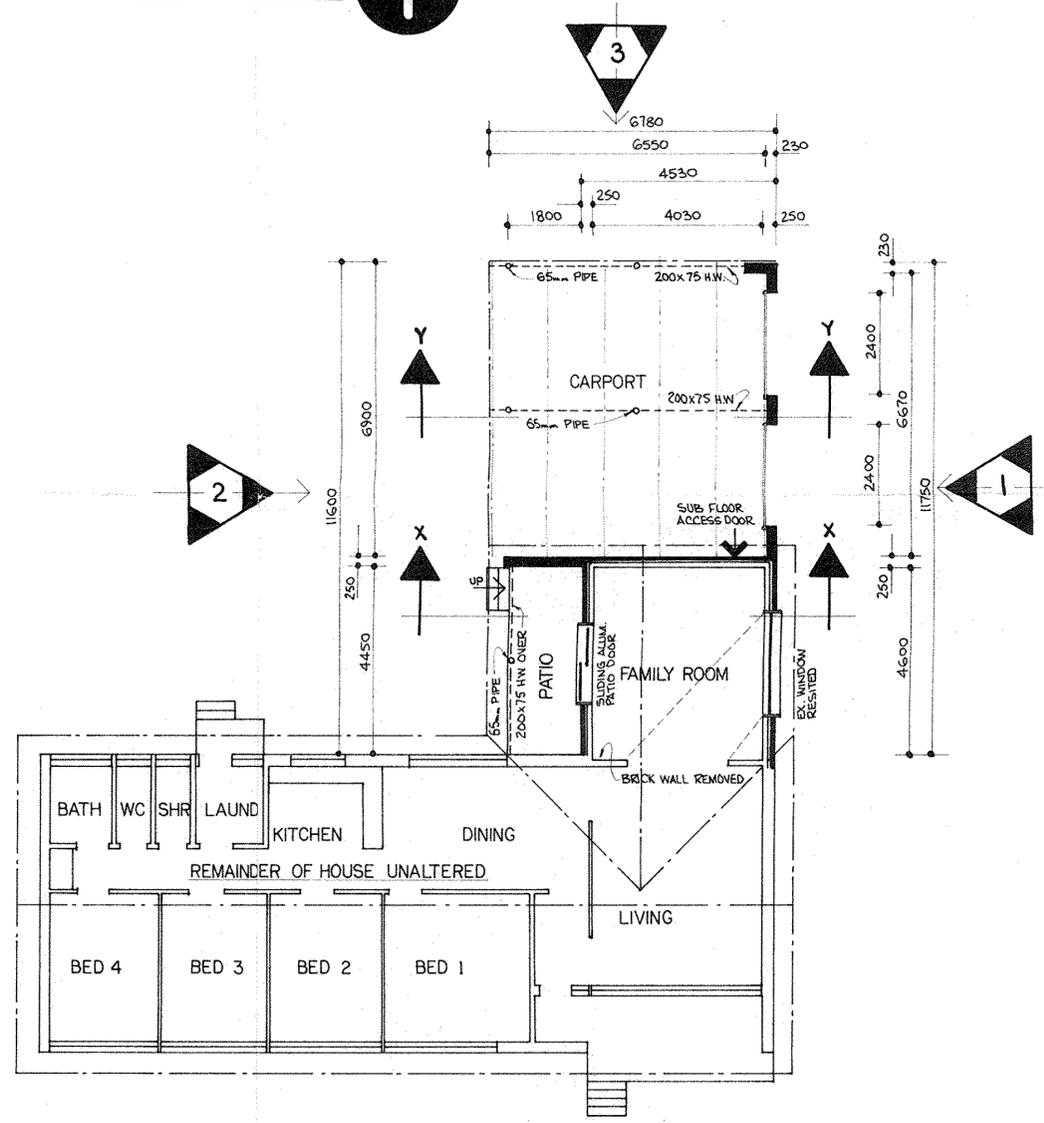 3
6780
6550
230
4530
250
1800
4030
250
230
65mm PIPE
200x75 H.W.
Y
Y
2400
CARPORT
200x75 H.W
6900
6670
65mm PIPE
2400
2
1
11600
11750
SUB FLOOR
ACCESS DOOR
X
X
UP
250
250
4450
65mm PIPE
200x75 HW OVER
PATIO
SLIDING ALUM.
PATIO DOOR
FAMILY ROOM
EX. WINDOW
RESITED
4600
BRICK WALL REMOVED
BATH
WC
SHR
LAUND
KITCHEN
DINING
REMAINDER OF HOUSE UNALTERED
LIVING
BED 4
BED 3
BED 2
BED 1